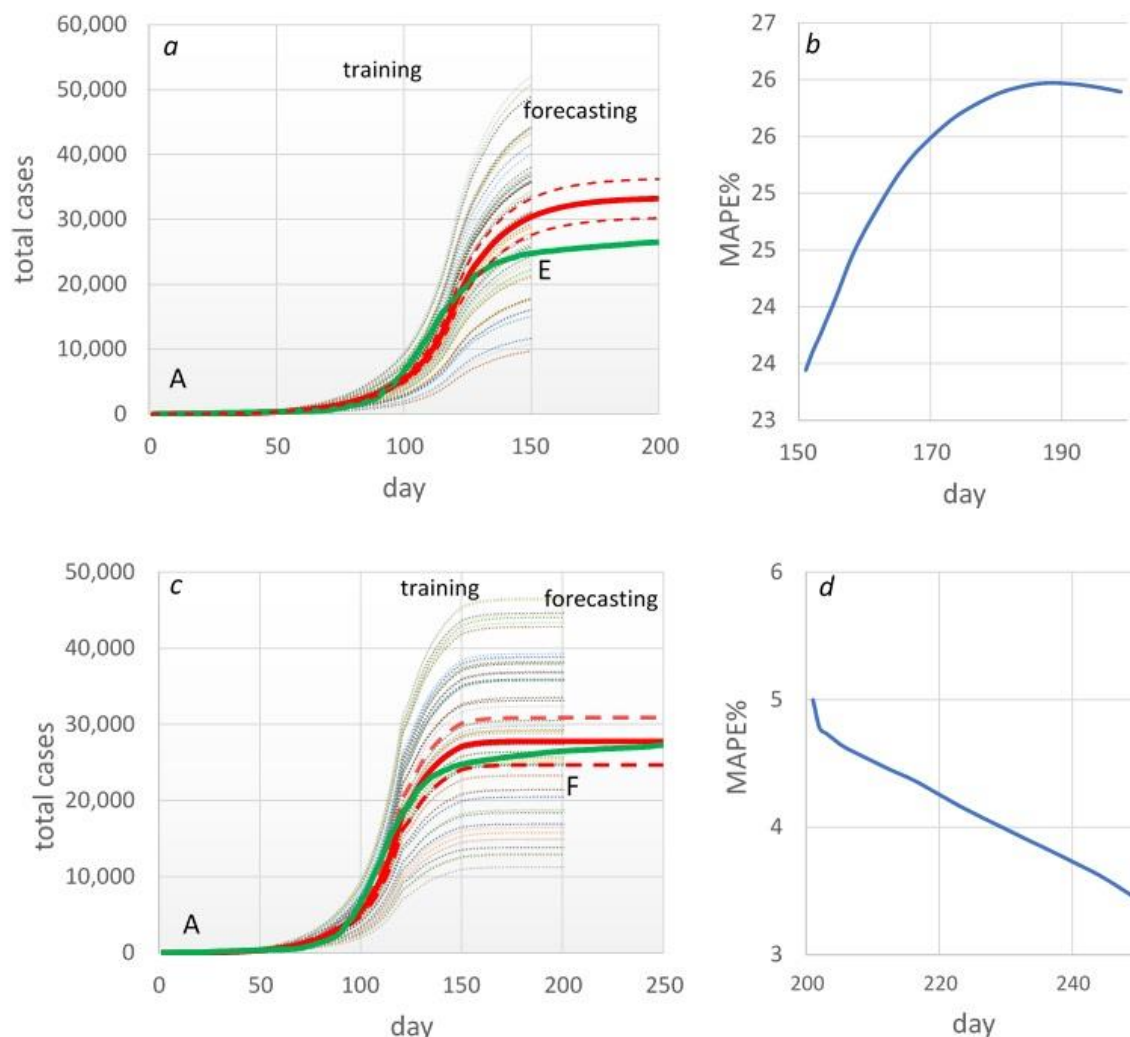 60,000
50,000
40,000
30,000
20,000
10,000
0
total cases
a
training
forecasting
E
A
0 50 100 150 200
day
27
26
26
25
25
24
24
23
MAPE%
b
150 170 190
day
50,000
40,000
30,000
20,000
10,000
0
total cases
c
training
forecasting
F
A
0 50 100 150 200 250
day
6
5
4
3
MAPE%
d
200 220 240
day